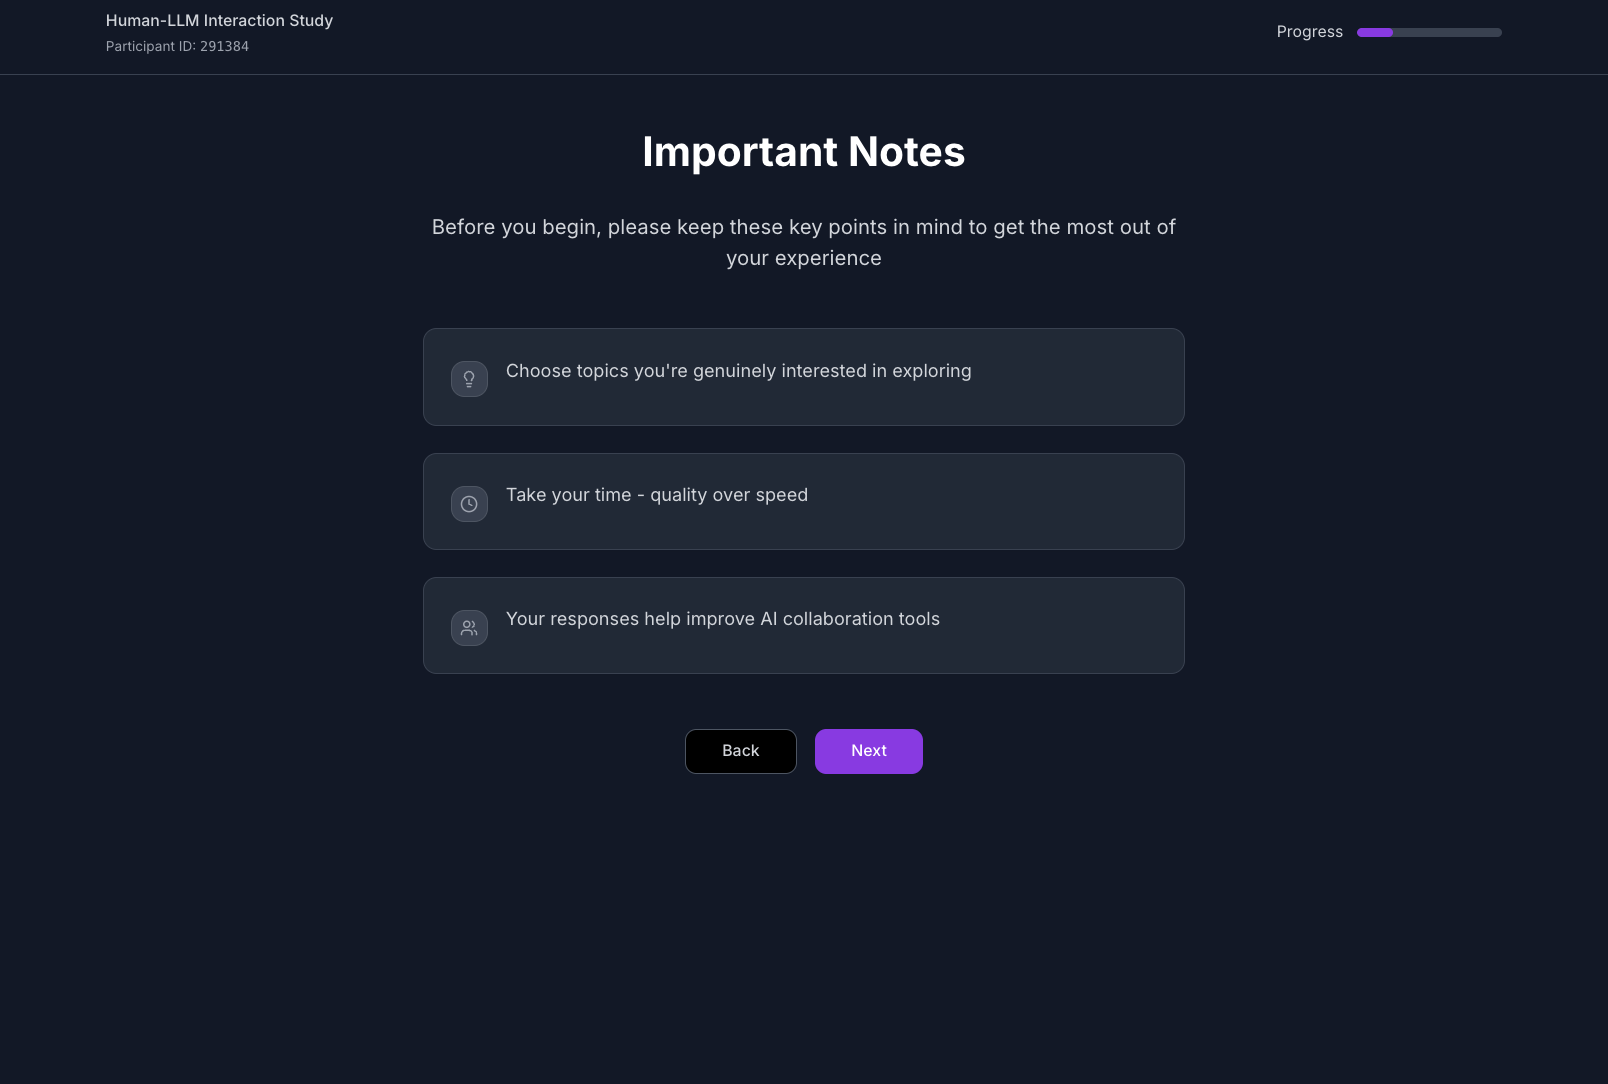 Human-LLM Interaction Study
Participant ID: 291384
Progress
Important Notes
Before you begin, please keep these key points in mind to get the most out of
your experience
Choose topics you're genuinely interested in exploring
Take your time - quality over speed
Your responses help improve AI collaboration tools
Back
Next